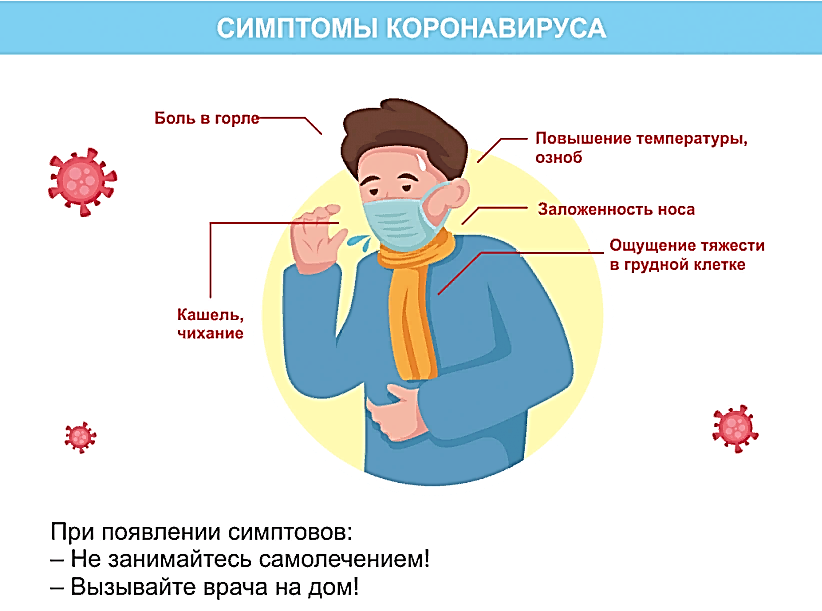 СИМПТОМЫ КОРОНАВИРУСА
Боль в горле
Повышение температуры,
озноб
Заложенность носа
Ощущение тяжести
в грудной клетке
Кашель,
чихание
При появлении симптовов:
– Не занимайтесь самолечением!
– Вызывайте врача на дом!